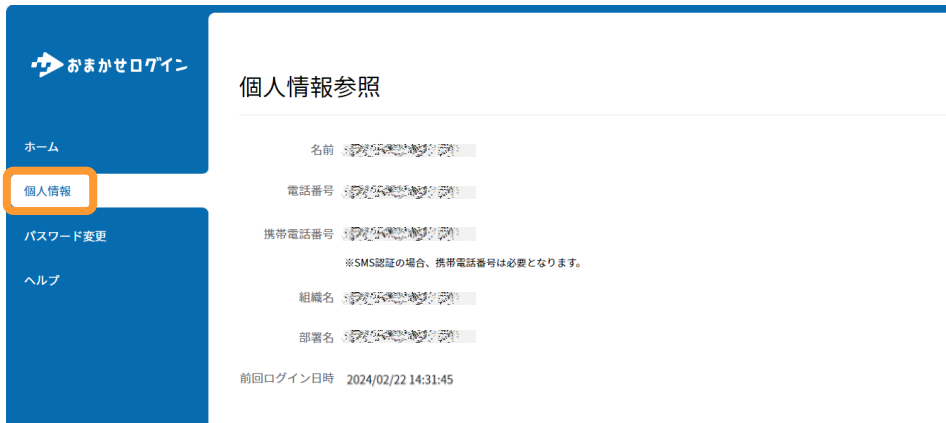 おまかせログイン
ホーム
個人情報
パスワード変更
ヘルプ
個人情報参照
名前
電話番号
携帯電話番号
※SMS認証の場合、携帯電話番号は必要となります。
組織名
部署名
前回ログイン日時 2024/02/22 14:31:45